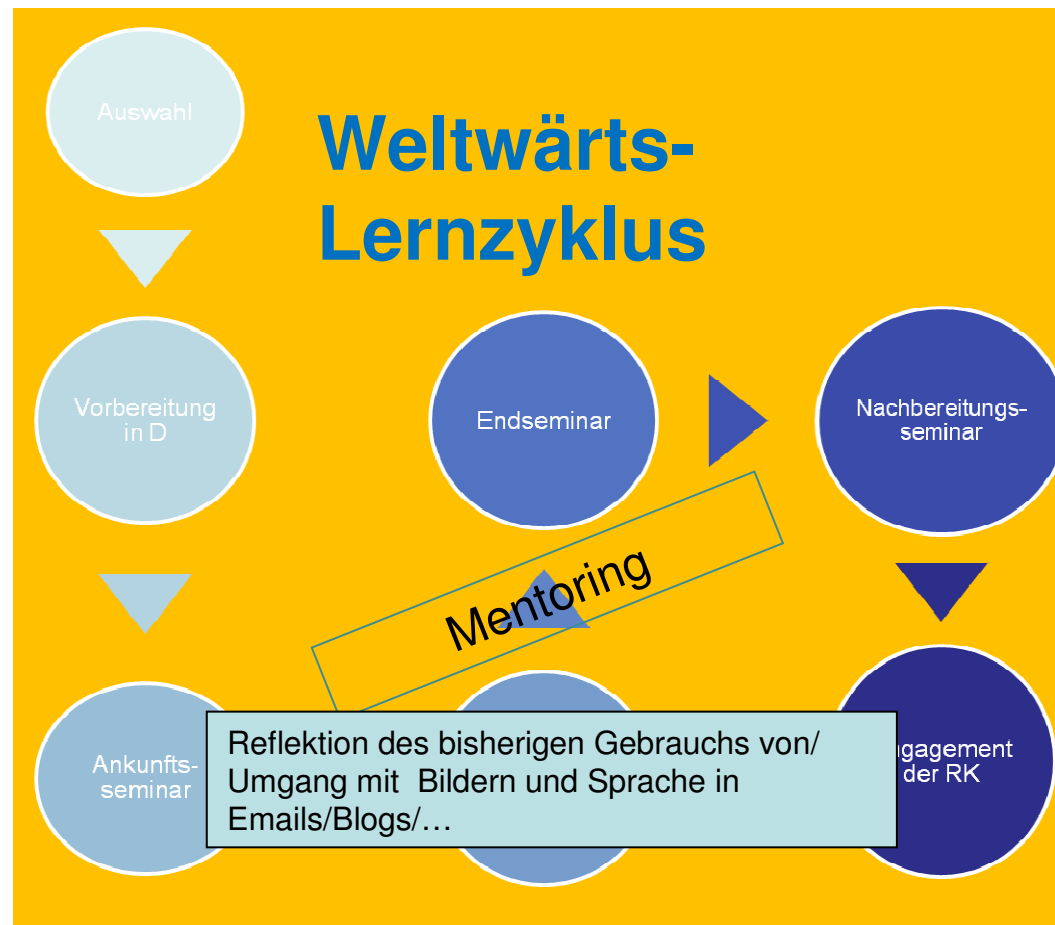 Auswahl
Weltwärts-
Lernzyklus
Vorbereitung
in D
Endseminar
Nachbereitungs-
seminar
Mentoring
Ankunfts-
seminar
Reflektion des bisherigen Gebrauchs von/
Umgang mit Bildern und Sprache in
Emails/Blogs/…
ngagement
der RK